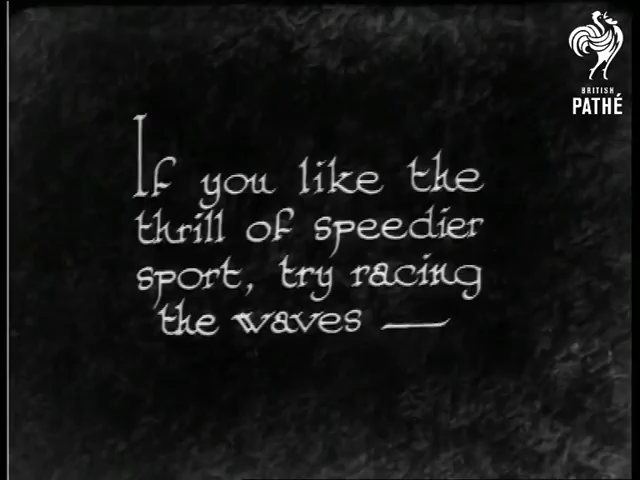 BRITISH
PATHÉ
If you like the
thrill of speedier
sport, try racing
the waves —